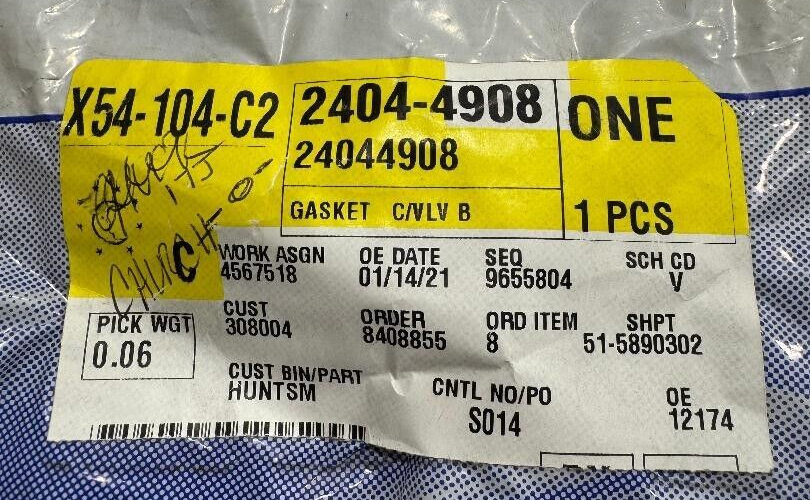 X54-104-C2
2404-4908
24044908
ONE
GASKET C/VLV B
1 PCS
CHURCH
C
WORK ASGN
4567518
OE DATE
01/14/21
SEQ
9655804
SCH CD
V
PICK WGT
0.06
CUST
308004
ORDER
8408855
ORD ITEM
8
SHPT
51-5890302
CUST BIN/PART
HUNTSM
CNTL NO/PO
S014
OE
12174